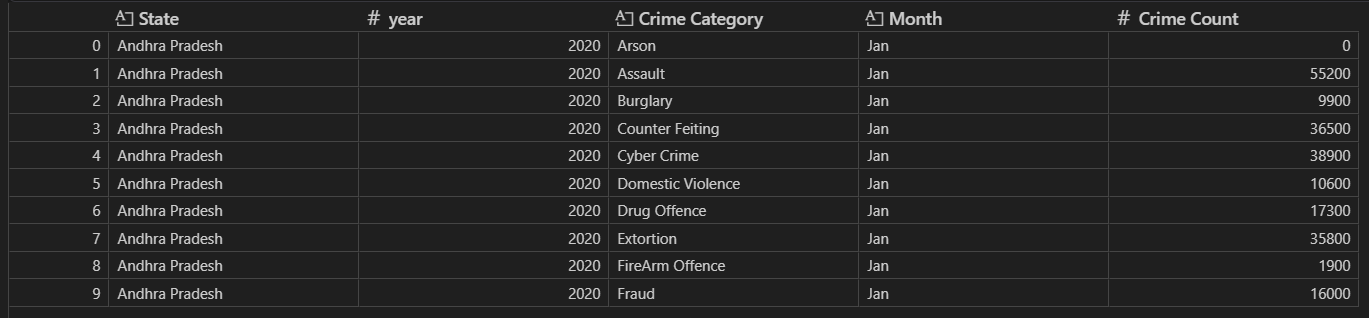 State # year Crime Category Month # Crime Count
0 Andhra Pradesh 2020 Arson Jan 0
1 Andhra Pradesh 2020 Assault Jan 55200
2 Andhra Pradesh 2020 Burglary Jan 9900
3 Andhra Pradesh 2020 Counter Feiting Jan 36500
4 Andhra Pradesh 2020 Cyber Crime Jan 38900
5 Andhra Pradesh 2020 Domestic Violence Jan 10600
6 Andhra Pradesh 2020 Drug Offence Jan 17300
7 Andhra Pradesh 2020 Extortion Jan 35800
8 Andhra Pradesh 2020 FireArm Offence Jan 1900
9 Andhra Pradesh 2020 Fraud Jan 16000